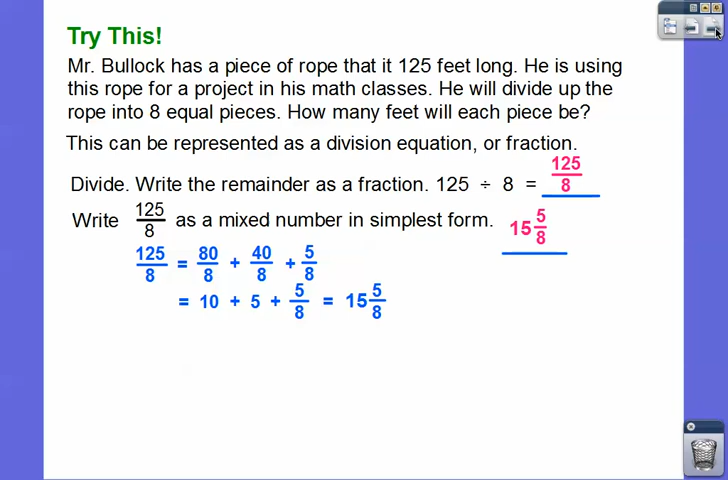 Try This!
Mr. Bullock has a piece of rope that it 125 feet long. He is using
this rope for a project in his math classes. He will divide up the
rope into 8 equal pieces. How many feet will each piece be?
This can be represented as a division equation, or fraction.
Divide. Write the remainder as a fraction. 125 ÷ 8 = 125/8
Write 125/8 as a mixed number in simplest form. 15 5/8
125/8 = 80/8 + 40/8 + 5/8
= 10 + 5 + 5/8 = 15 5/8